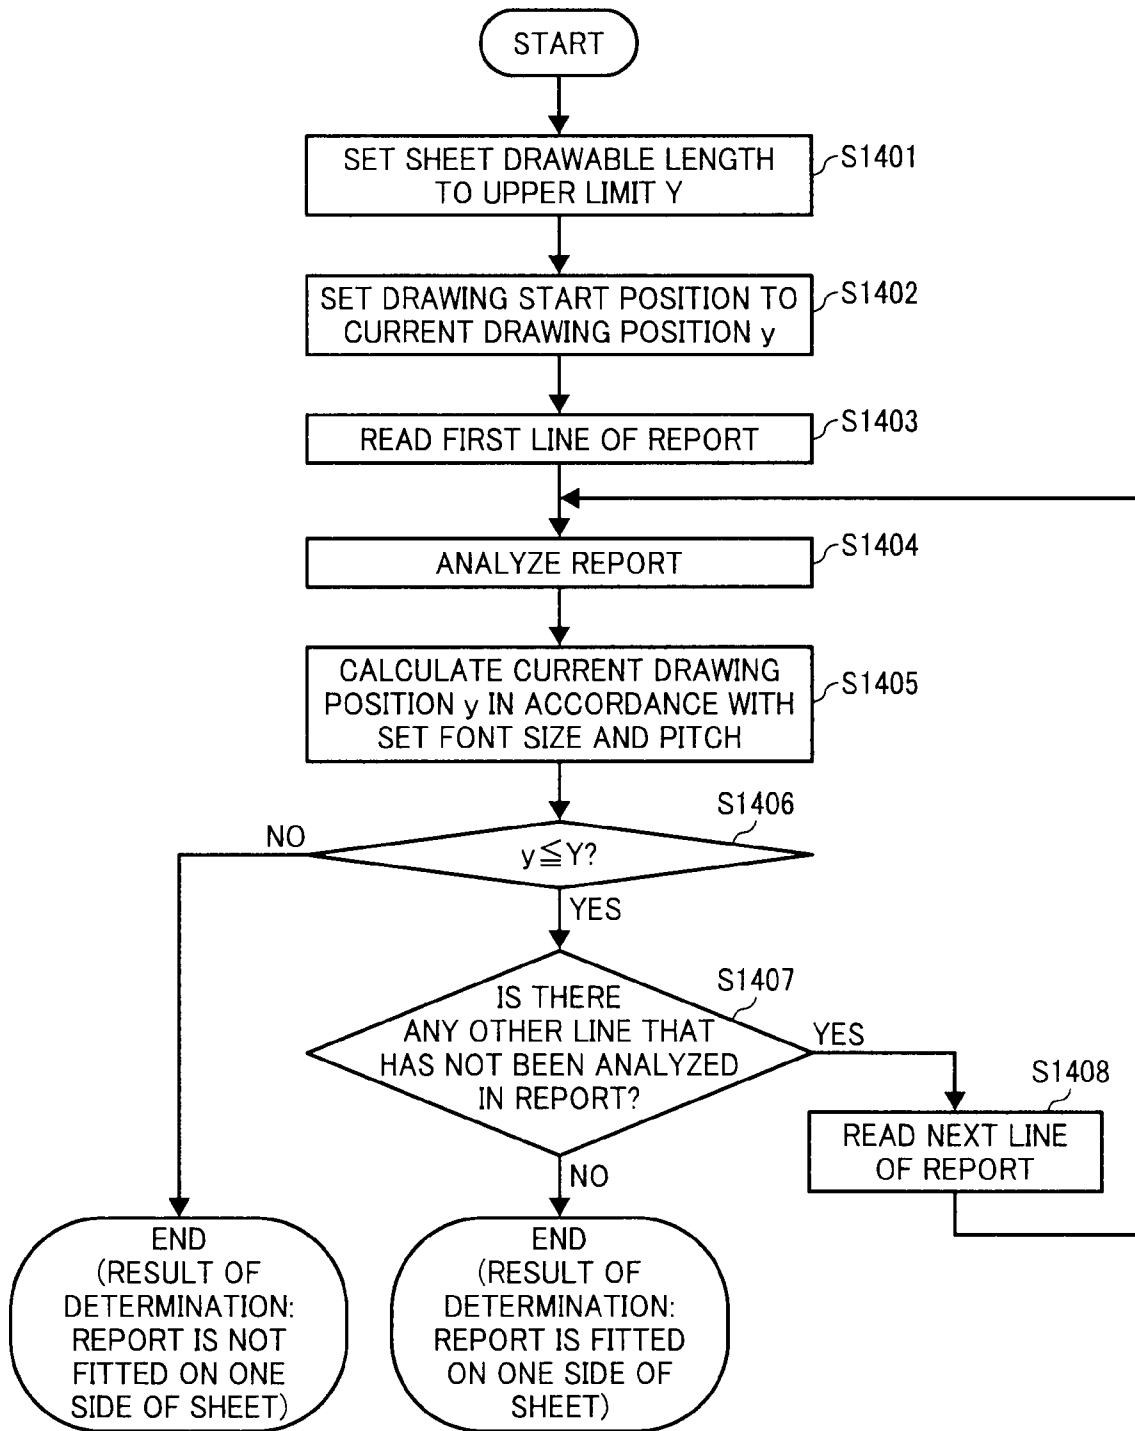 START
SET SHEET DRAWABLE LENGTH
TO UPPER LIMIT Y
S1401
SET DRAWING START POSITION TO
CURRENT DRAWING POSITION y
S1402
READ FIRST LINE OF REPORT
S1403
ANALYZE REPORT
S1404
CALCULATE CURRENT DRAWING
POSITION y IN ACCORDANCE WITH
SET FONT SIZE AND PITCH
S1405
S1406
NO
y≦Y?
YES
S1407
IS THERE
ANY OTHER LINE THAT
HAS NOT BEEN ANALYZED
IN REPORT?
YES
S1408
READ NEXT LINE
OF REPORT
NO
END
(RESULT OF
DETERMINATION:
REPORT IS NOT
FITTED ON ONE
SIDE OF SHEET)
END
(RESULT OF
DETERMINATION:
REPORT IS FITTED
ON ONE SIDE OF
SHEET)